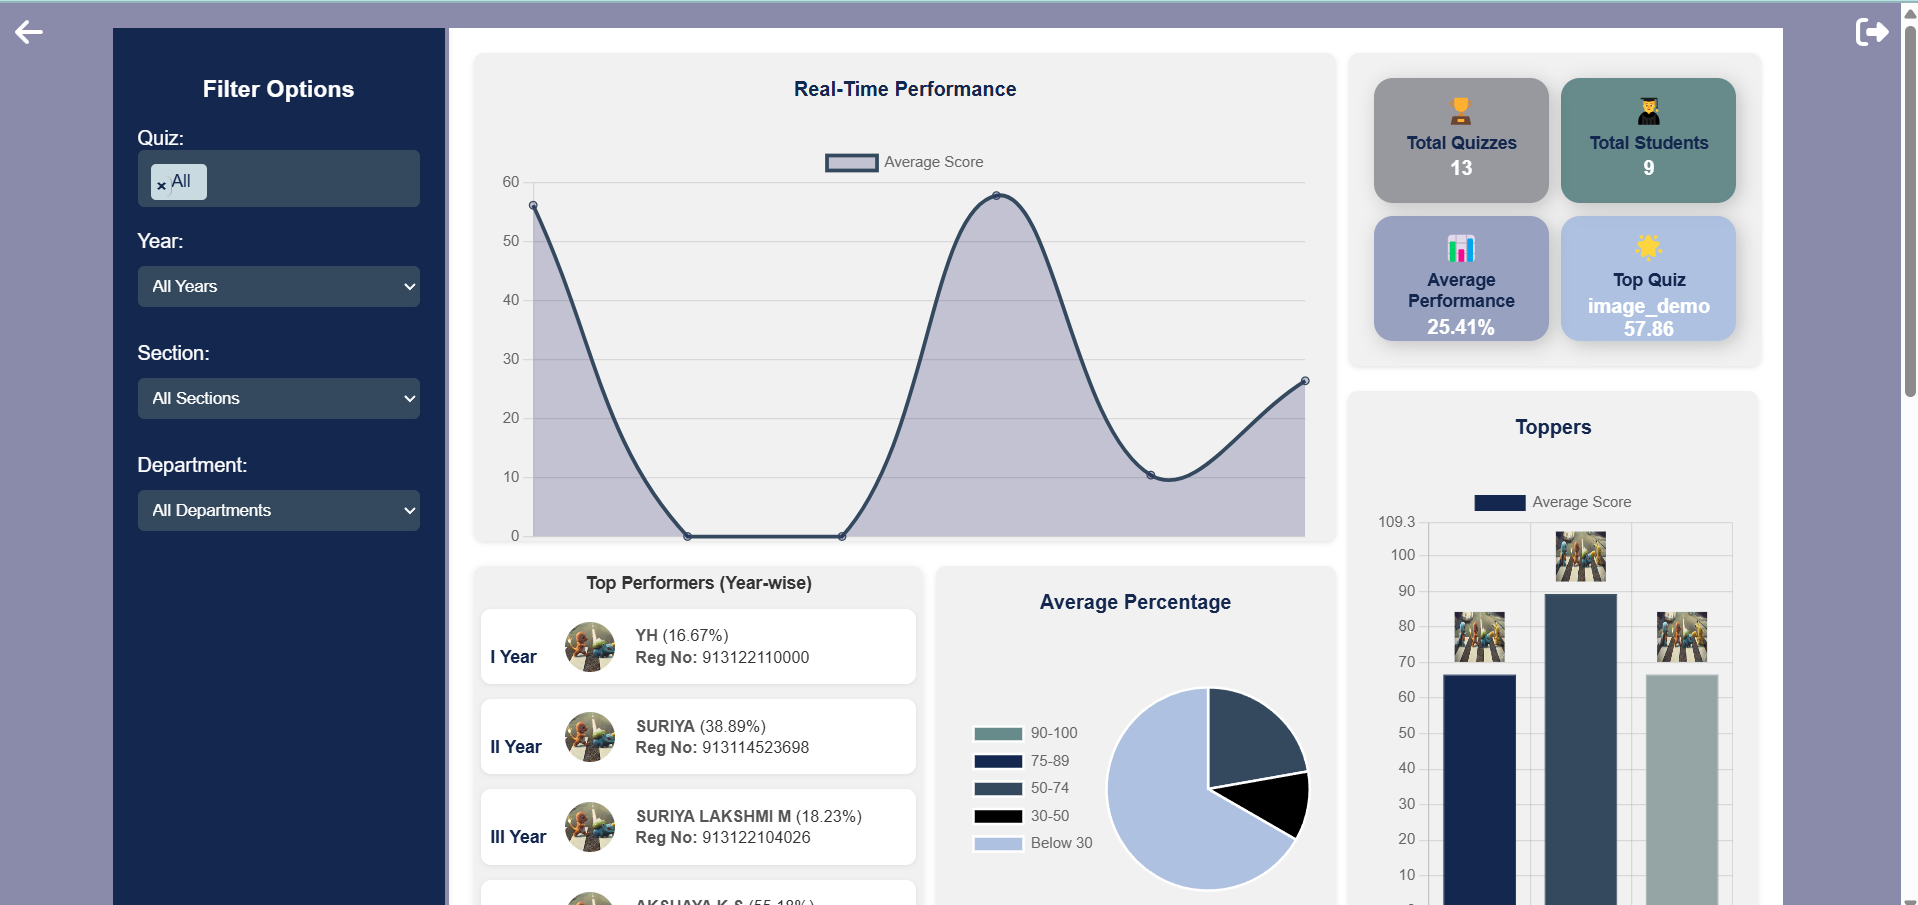 Filter Options
Quiz:
× All
Year:
All Years
Section:
All Sections
Department:
All Departments
Real-Time Performance
Average Score
60
50
40
30
20
10
0
Total Quizzes
13
Total Students
9
Average
Performance
25.41%
Top Quiz
image_demo
57.86
Top Performers (Year-wise)
I Year
YH (16.67%)
Reg No: 913122110000
II Year
SURIYA (38.89%)
Reg No: 913114523698
III Year
SURIYA LAKSHMI M (18.23%)
Reg No: 913122104026
AKSHAYA K S (55.18%)
Average Percentage
90-100
75-89
50-74
30-50
Below 30
Toppers
Average Score
109.3
100
90
80
70
60
50
40
30
20
10